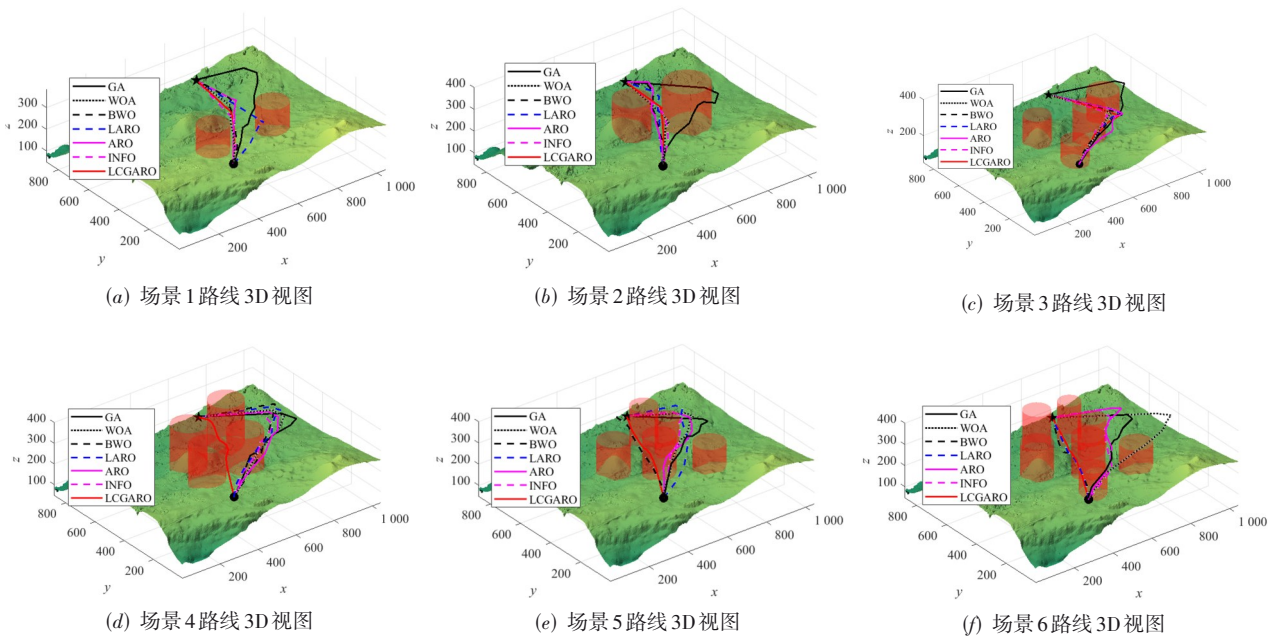 GA
WOA
BWO
LARO
ARO
INFO
LCGARO
300
200
100
z
800
600
400
200
y
200
400
600
800
1 000
x
(a) 场景1路线3D视图
GA
WOA
BWO
LARO
ARO
INFO
LCGARO
400
300
200
100
z
800
600
400
200
y
200
400
600
800
1 000
x
(b) 场景2路线3D视图
GA
WOA
BWO
LARO
ARO
INFO
LCGARO
400
200
z
800
600
400
200
y
200
400
600
800
1 000
x
(c) 场景3路线3D视图
GA
WOA
BWO
LARO
ARO
INFO
LCGARO
400
300
200
100
z
800
600
400
200
y
200
400
600
800
1 000
x
(d) 场景4路线3D视图
GA
WOA
BWO
LARO
ARO
INFO
LCGARO
400
300
200
100
z
800
600
400
200
y
200
400
600
800
1 000
x
(e) 场景5路线3D视图
GA
WOA
BWO
LARO
ARO
INFO
LCGARO
400
300
200
100
z
800
600
400
200
y
200
400
600
800
1 000
x
(f) 场景6路线3D视图